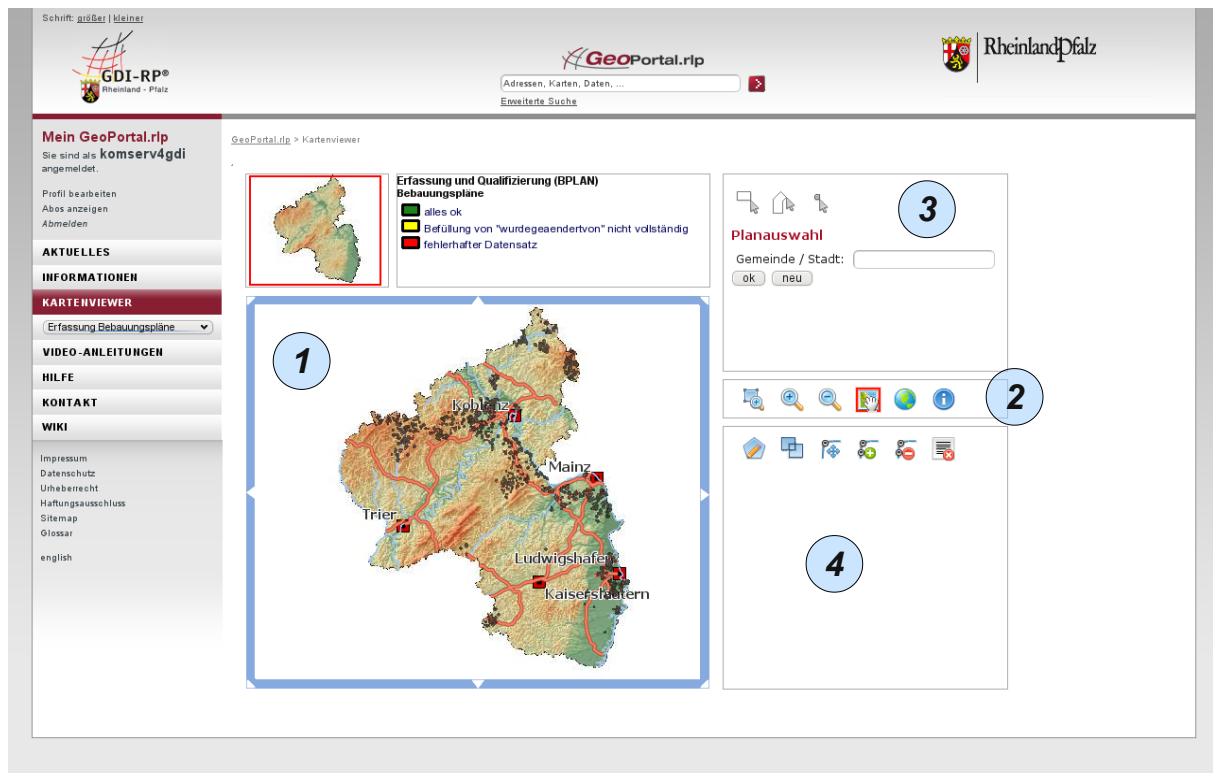 Schrift: größer | kleiner
GDI-RP®
Rheinland - Pfalz
GeoPortal.rlp
Adressen, Karten, Daten, ...
Erweiterte Suche
RheinlandPfalz
Mein GeoPortal.rlp
Sie sind als komserv4gdi
angemeldet.
Profil bearbeiten
Abos anzeigen
Abmelden
AKTUELLES
INFORMATIONEN
KARTENVIEWER
Erfassung Bebauungspläne
VIDEO-ANLEITUNGEN
HILFE
KONTAKT
WIKI
Impressum
Datenschutz
Urheberrecht
Haftungsausschluss
Sitemap
Glossar
english
GeoPortal.rlp > Kartenviewer
Erfassung und Qualifizierung (BPLAN)
Bebauungspläne
alles ok
Befüllung von "wurdegeaendertvon" nicht vollständig
fehlerhafter Datensatz
1
Koblenz
Mainz
Trier
Ludwigshafen
Kaiserslautern
3
Planauswahl
Gemeinde / Stadt:
ok neu
2
4